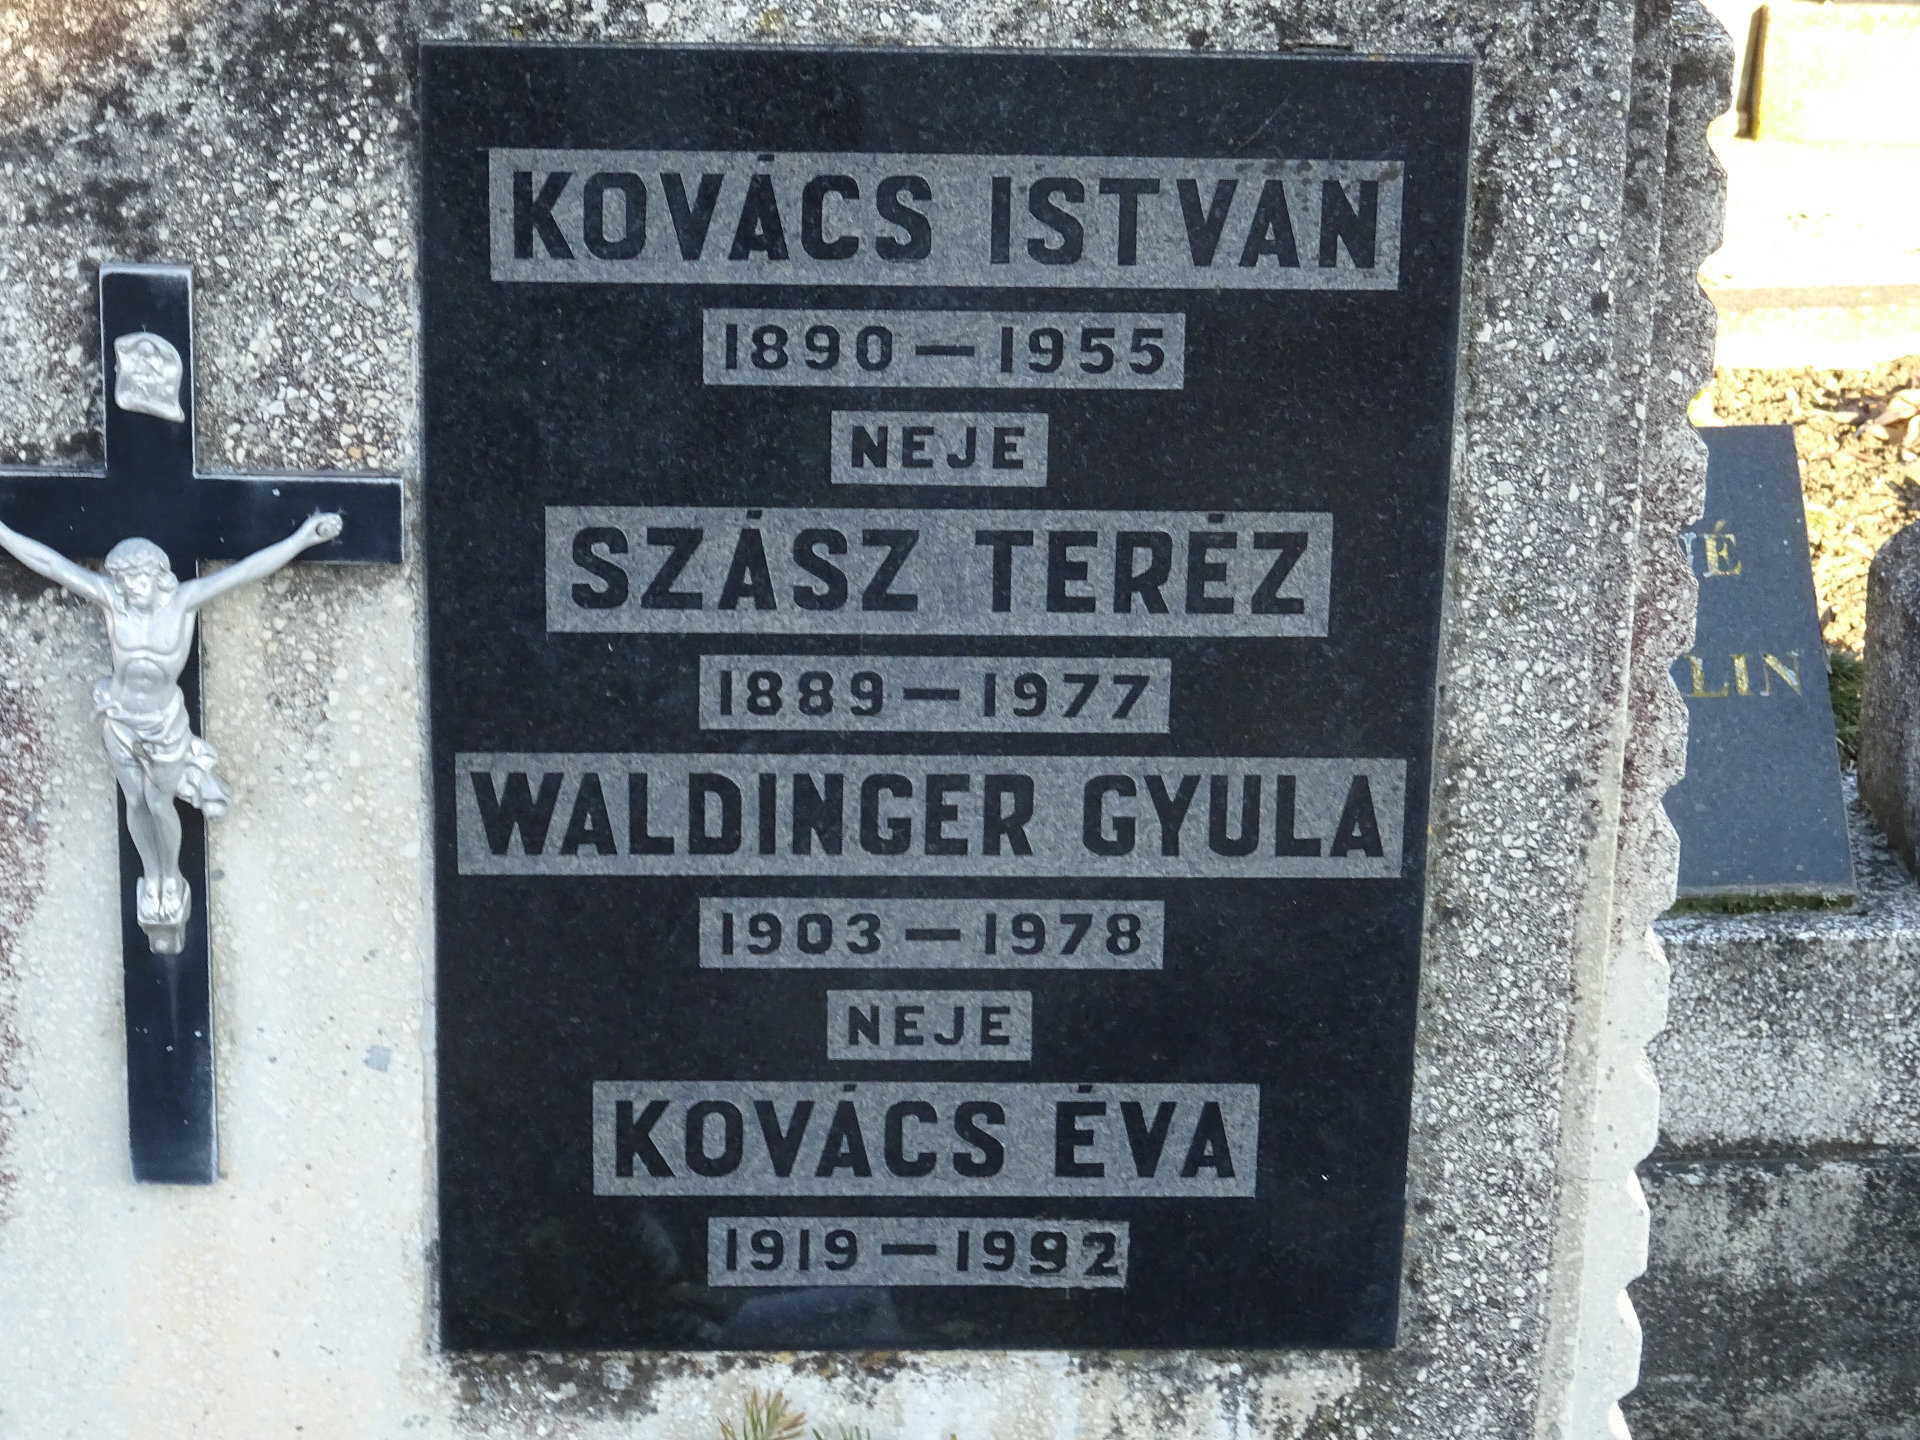 KOVÁCS ISTVÁN
1890 – 1955
NEJE
SZÁSZ TERÉZ
1889 – 1977
WALDINGER GYULA
1903 – 1978
NEJE
KOVÁCS ÉVA
1919 – 1992